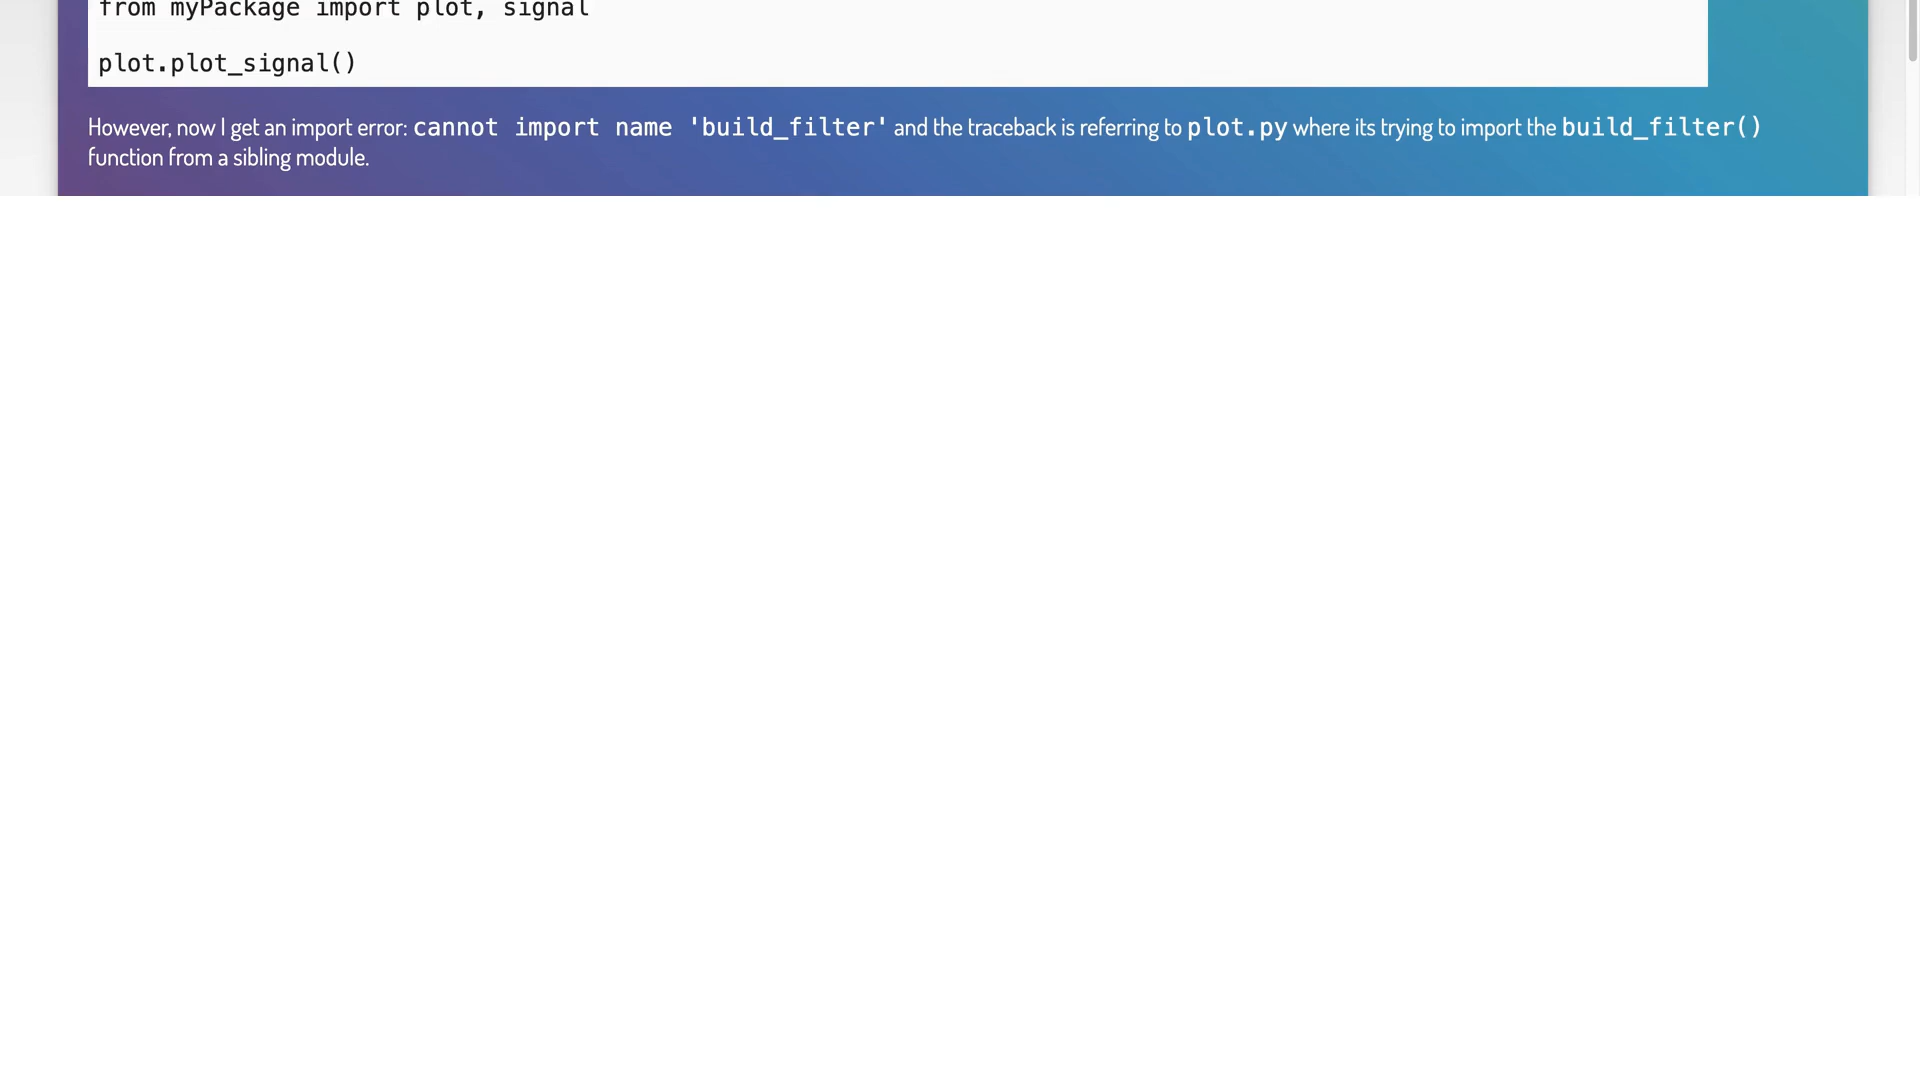 from myPackage import plot, signal
plot.plot_signal()
However, now I get an import error: cannot import name 'build_filter' and the traceback is referring to plot.py where its trying to import the build_filter()
function from a sibling module.